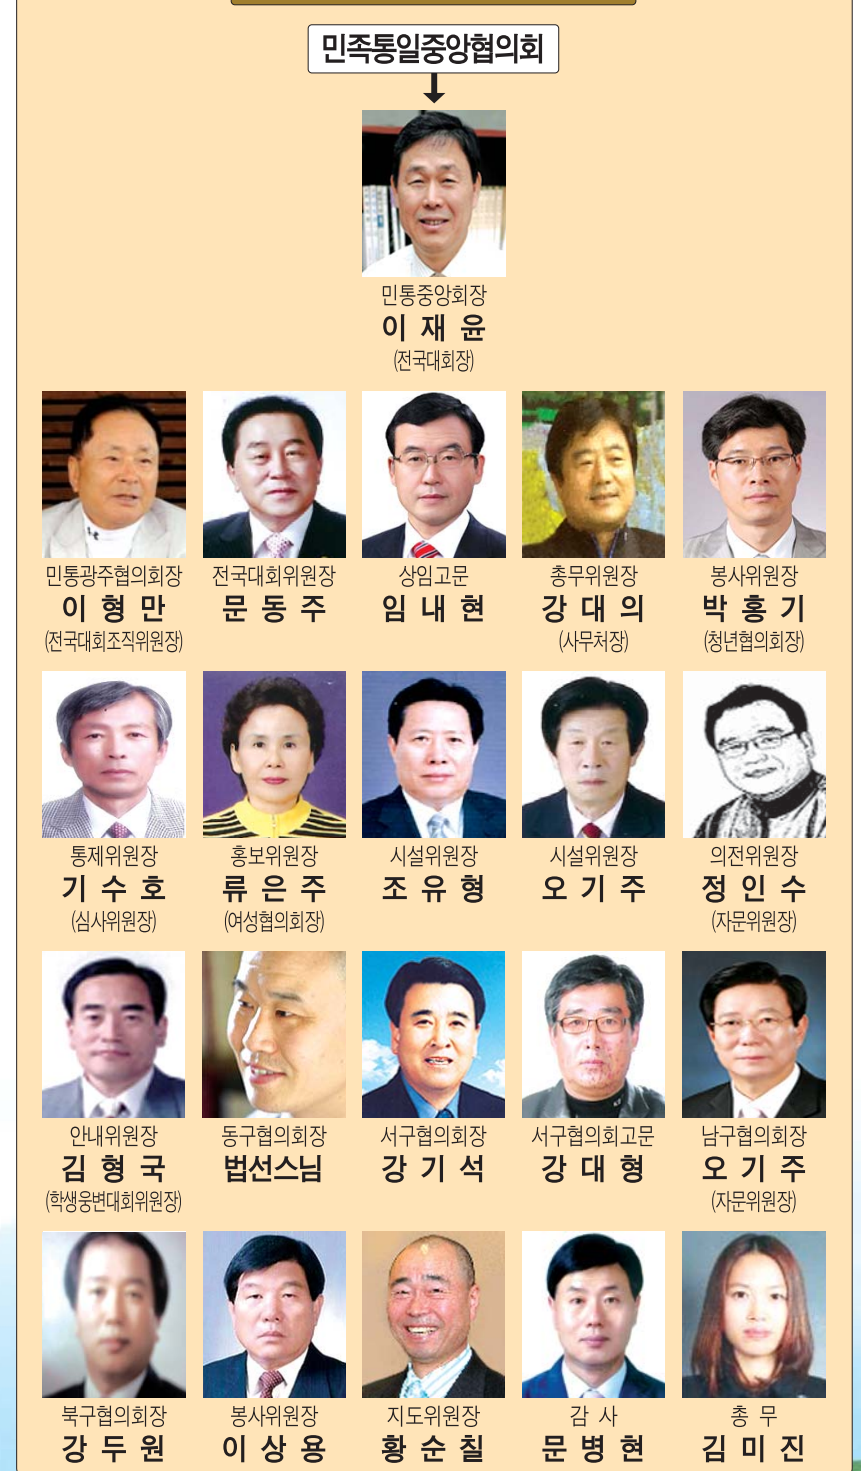 민족통일중앙협의회
민통중앙회장
이 재 윤
(전국대회장)
민통광주협의회장 전국대회위원장 상임고문 총무위원장 봉사위원장
이 형 만 문 동 주 임 내 현 강 대 의 박 홍 기
(전국대회조직위원장) (사무처장) (청년협의회장)
통제위원장 홍보위원장 시설위원장 시설위원장 의전위원장
기 수 호 류 은 주 조 유 형 오 기 주 정 인 수
(심사위원장) (여성협의회장) (자문위원장)
안내위원장 동구협의회장 서구협의회장 서구협의회고문 남구협의회장
김 형 국 법선스님 강 기 석 강 대 형 오 기 주
(학생웅변대회위원장) (자문위원장)
북구협의회장 봉사위원장 지도위원장 감 사 총 무
강 두 원 이 상 용 황 순 칠 문 병 현 김 미 진